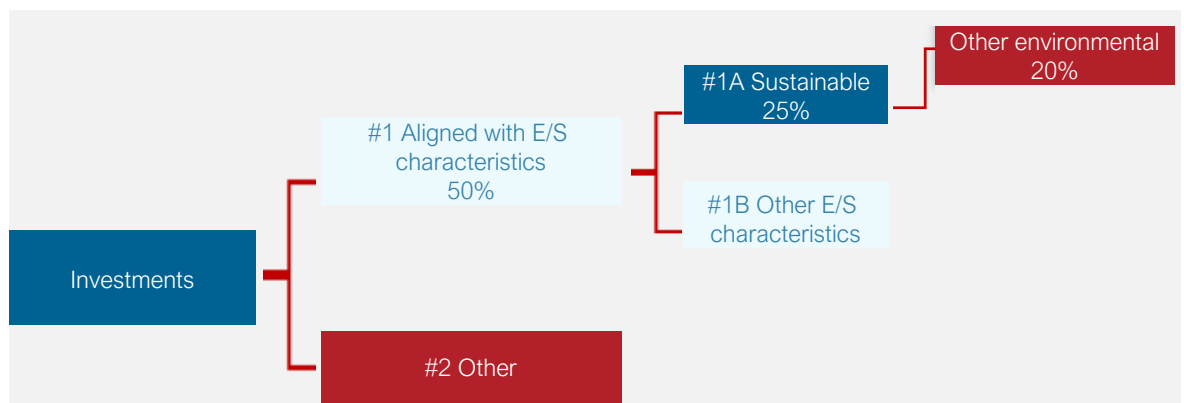 Other environmental
20%
#1A Sustainable
25%
#1 Aligned with E/S
characteristics
50%
#1B Other E/S
characteristics
Investments
#2 Other